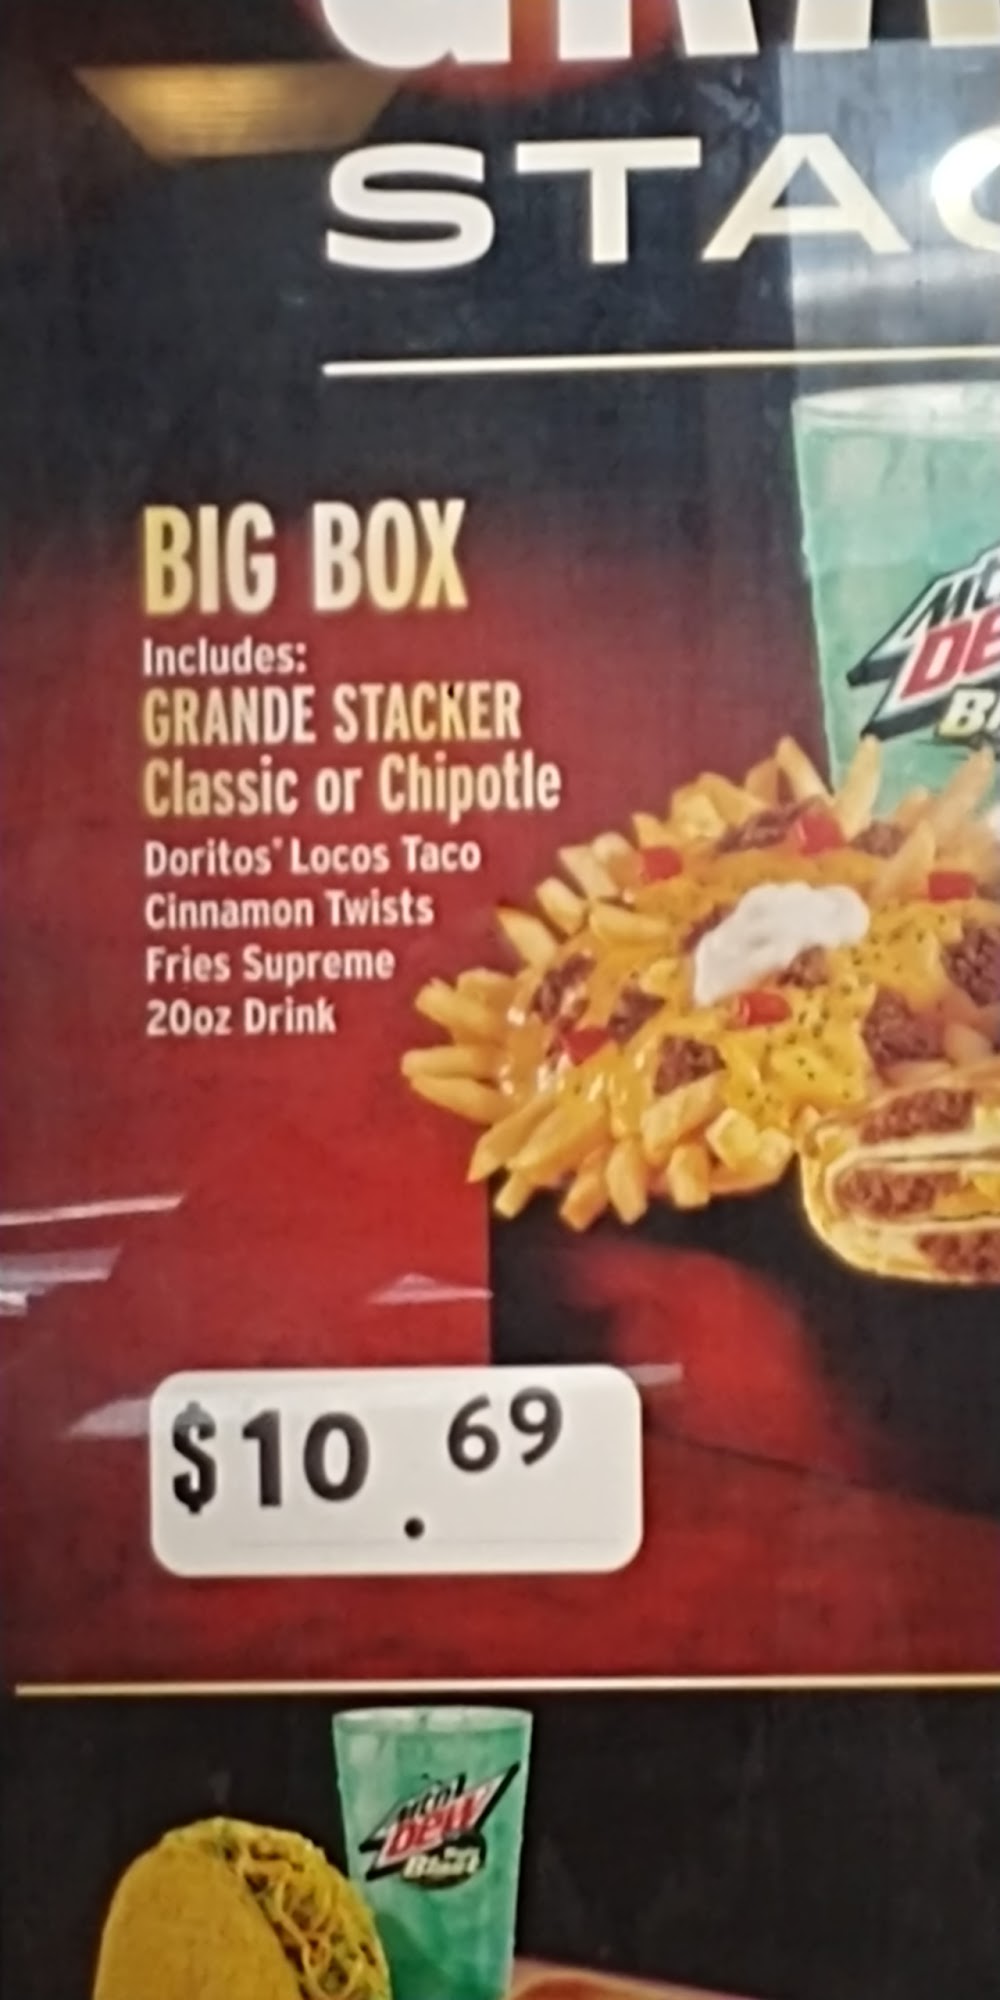 STAC
BIG BOX
Includes:
GRANDE STACKER
Classic or Chipotle
Doritos' Locos Taco
Cinnamon Twists
Fries Supreme
20oz Drink
$10.69
DEW